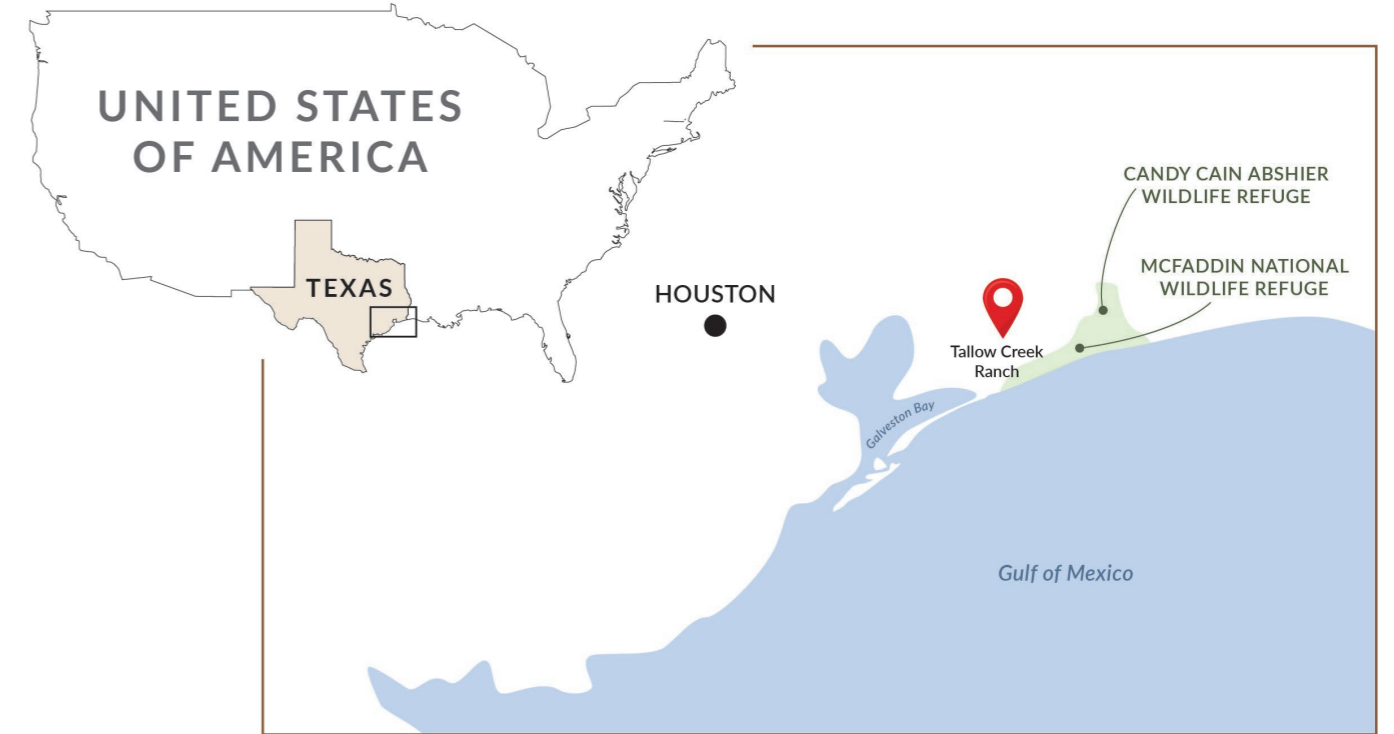 UNITED STATES
OF AMERICA
TEXAS
HOUSTON
CANDY CAIN ABSHIER
WILDLIFE REFUGE
MCFADDIN NATIONAL
WILDLIFE REFUGE
Tallow Creek
Ranch
Galveston Bay
Gulf of Mexico